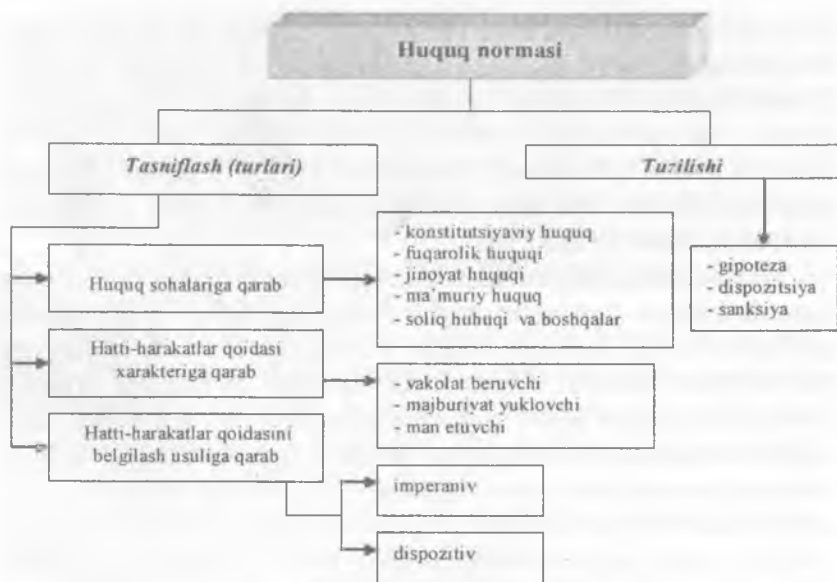 Huquq normasi
Tasniflash (turlari)
Tuzilishi
Huquq sohalariga qarab
- konstitutsiyaviy huquq
- fuqarolik huquqi
- jinoyat huquqi
- ma'muriy huquq
- soliq huhuqi va boshqalar
- gipoteza
- dispozitsiya
- sanksiya
Hatti-harakatlar qoidasi
xarakteriga qarab
- vakolat beruvchi
- majburiyat yuklovchi
- man etuvchi
Hatti-harakatlar qoidasini
belgilash usuliga qarab
imperaniv
dispozitiv